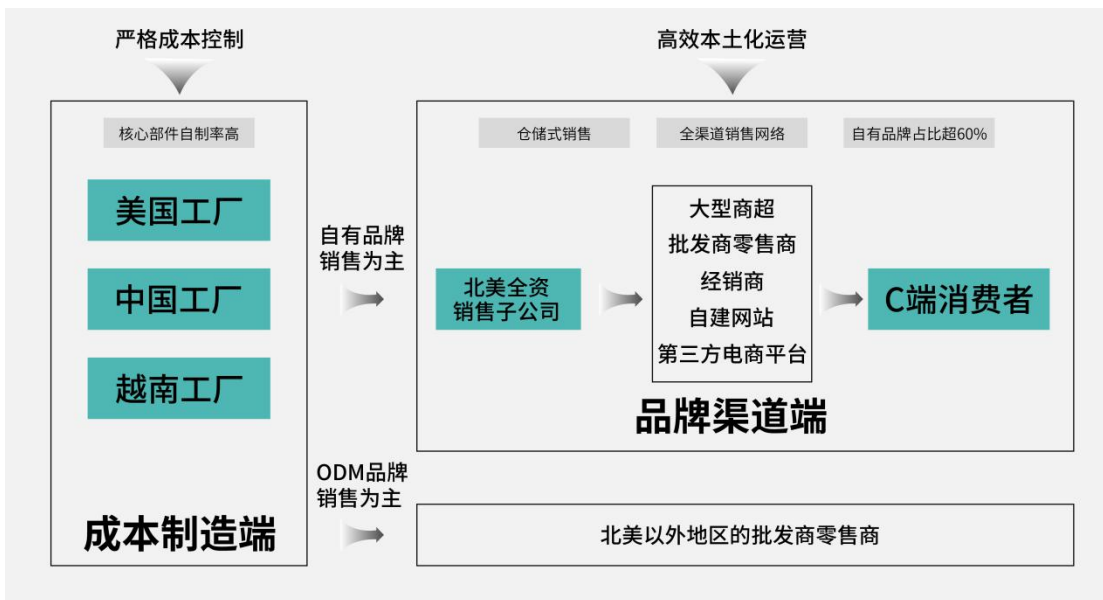 严格成本控制
高效本土化运营
核心部件自制率高
美国工厂
中国工厂
越南工厂
成本制造端
自有品牌
销售为主
ODM品牌
销售为主
仓储式销售
全渠道销售网络
自有品牌占比超60%
北美全资
销售子公司
大型商超
批发商零售商
经销商
自建网站
第三方电商平台
C端消费者
品牌渠道端
北美以外地区的批发商零售商